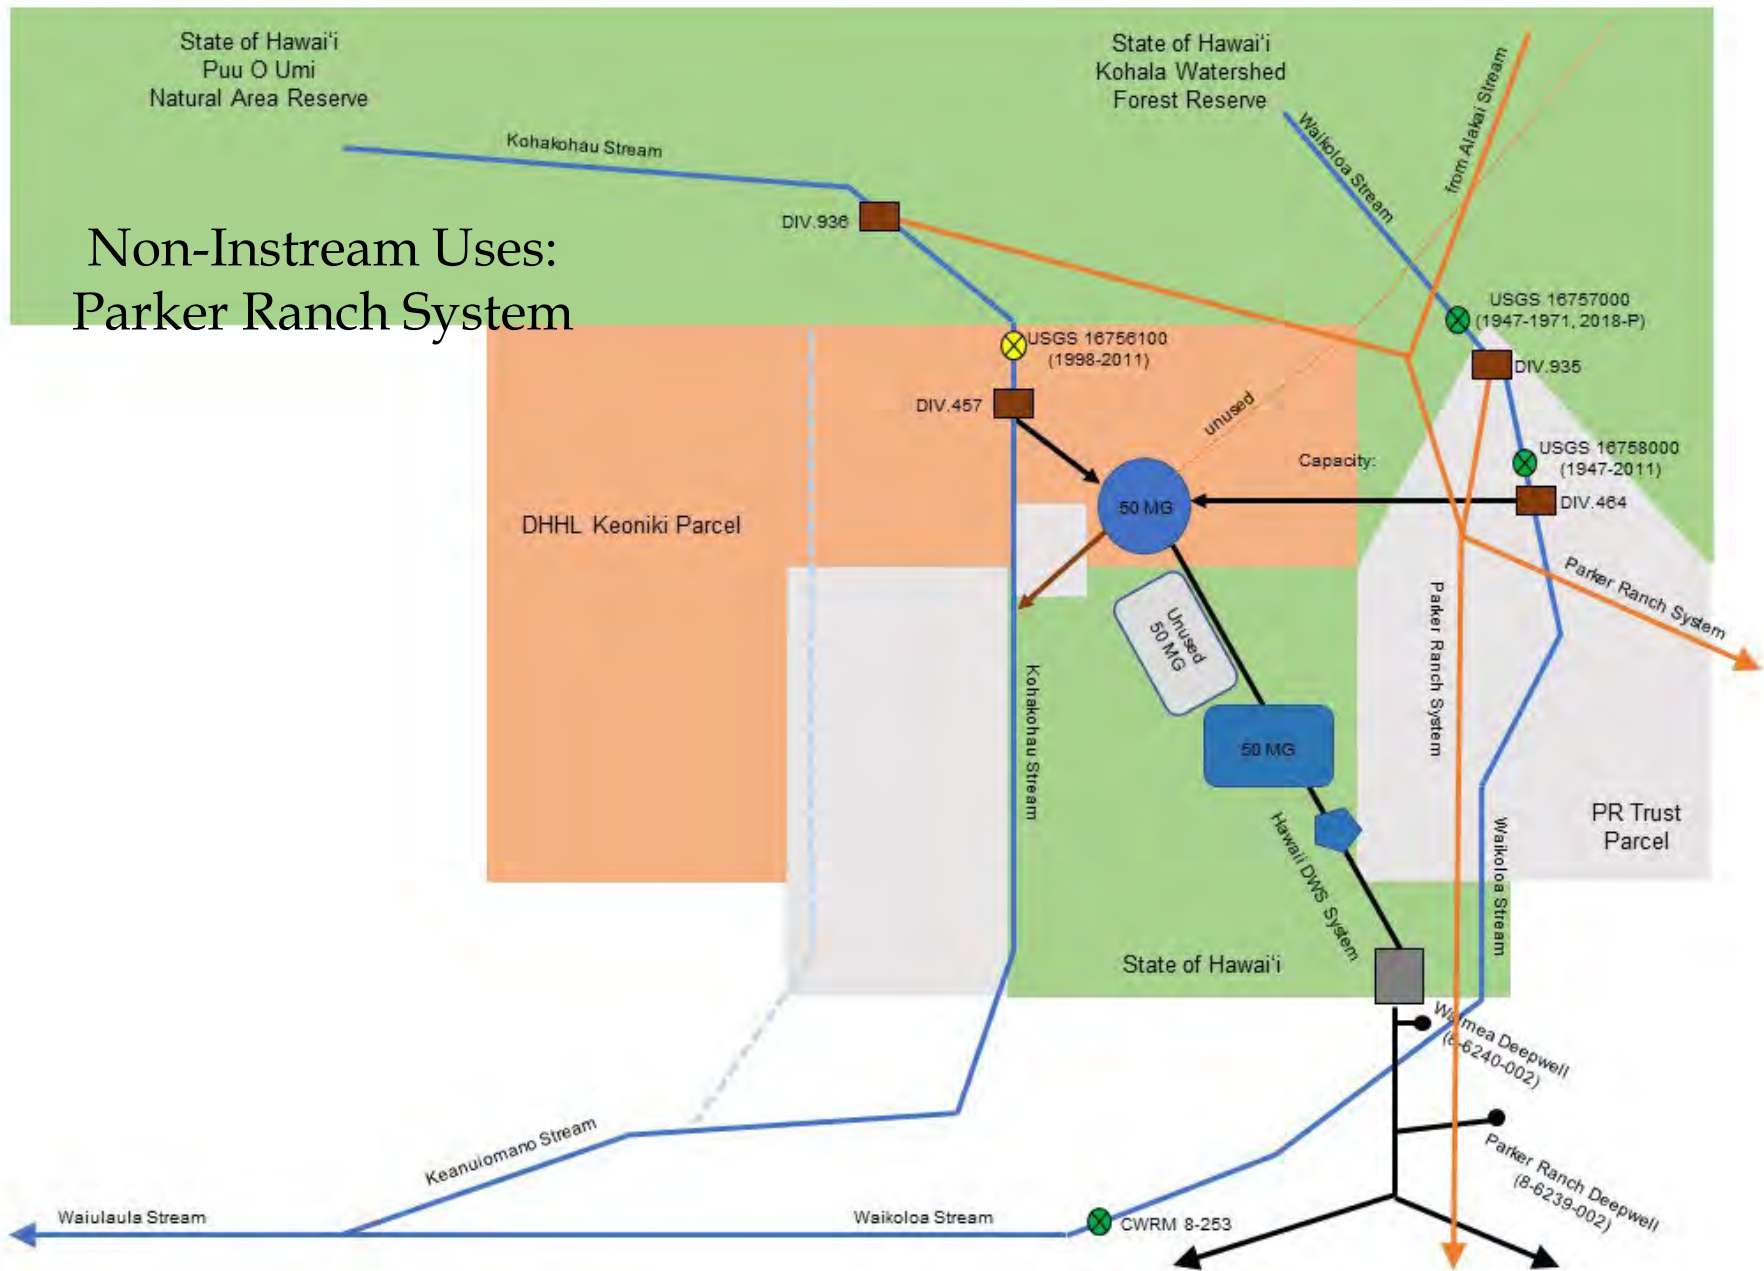 State of Hawaiʻi
Puu O Umi
Natural Area Reserve
State of Hawaiʻi
Kohala Watershed
Forest Reserve
from Alakai Stream
Waikoloa Stream
Kohakohau Stream
DIV.936
Non-Instream Uses:
Parker Ranch System
USGS 16757000
(1947-1971, 2018-P)
USGS 16756100
(1998-2011)
DIV.935
DIV.457
unused
Capacity:
USGS 16758000
(1947-2011)
50 MG
DIV.464
DHHL Keoniki Parcel
Parker Ranch System
Parker Ranch System
Unused
50 MG
Kohakohau Stream
50 MG
PR Trust
Parcel
Hawaii DWS System
Waikoloa Stream
State of Hawaiʻi
Waimea Deepwell
(8-6240-002)
Keanuiomano Stream
Parker Ranch Deepwell
(8-6239-002)
Waiulaula Stream
Waikoloa Stream
CWRM 8-253